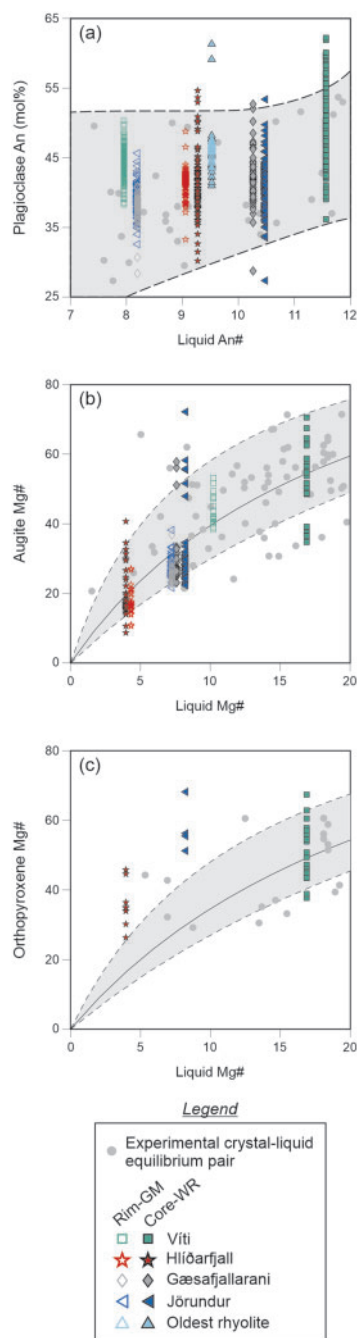 (a)
Plagioclase An (mol%)
65
55
45
35
25
7 8 9 10 11 12
Liquid An#
(b)
Augite Mg#
80
60
40
20
0
0 5 10 15 20
Liquid Mg#
(c)
Orthopyroxene Mg#
80
60
40
20
0
0 5 10 15 20
Liquid Mg#
Legend
Experimental crystal-liquid
equilibrium pair
Rim-GM
Core-WR
Víti
Hlíðarfjall
Gæsafjallarani
Jörundur
Oldest rhyolite